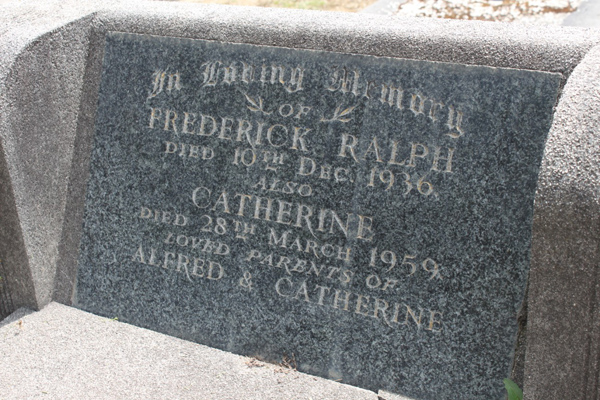 In Loving Memory
OF
FREDERICK RALPH
DIED 10TH DEC. 1936
ALSO
CATHERINE
DIED 28TH MARCH 1959,
LOVED PARENTS OF
ALFRED & CATHERINE